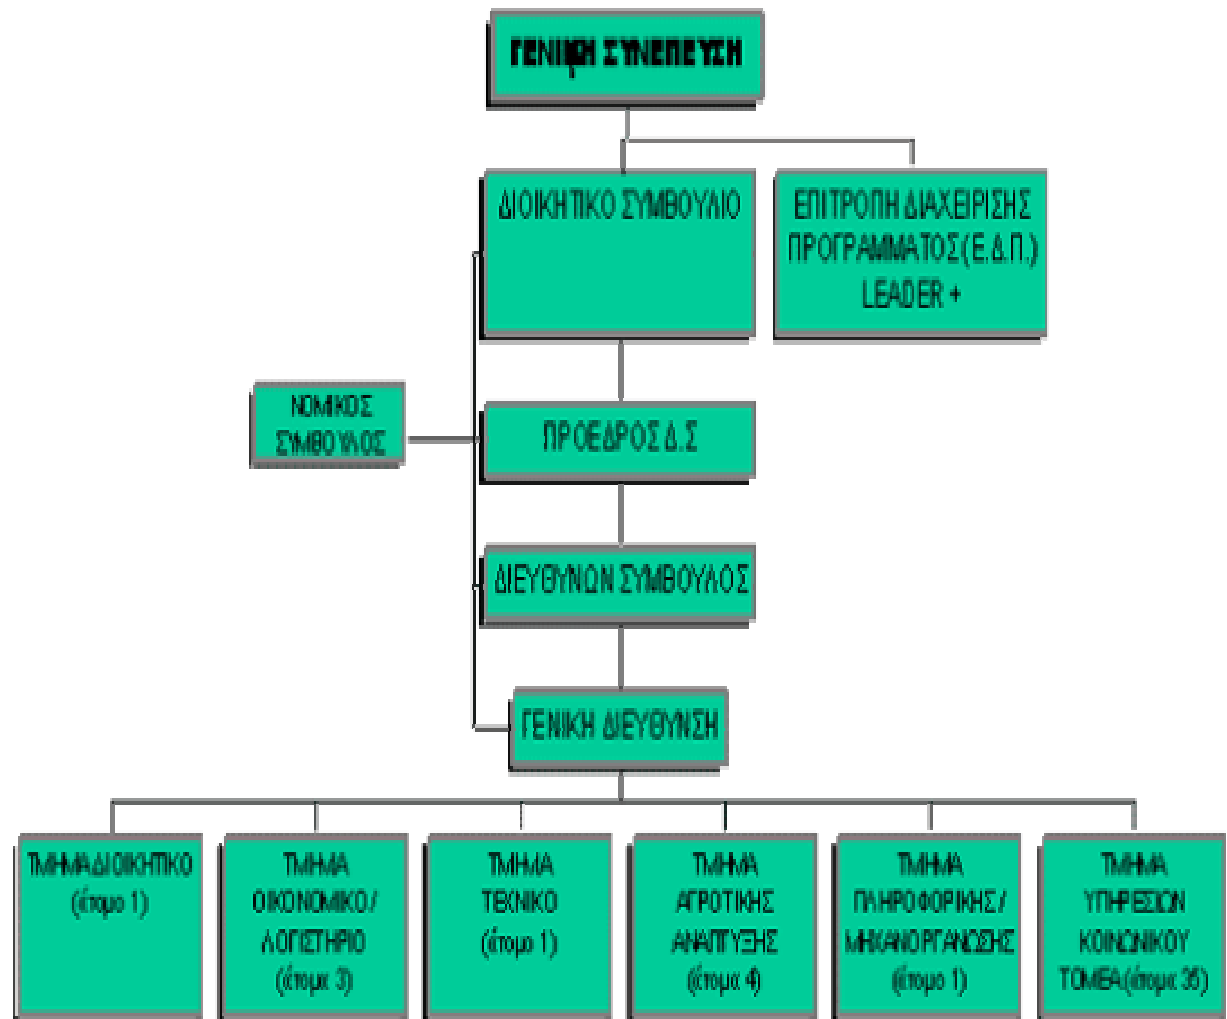 ΓΕΝΙΚΗ ΣΥΝΕΛΕΥΣΗ
ΔΙΟΙΚΗΤΙΚΟ ΣΥΜΒΟΥΛΙΟ
ΕΠΙΤΡΟΠΗ ΔΙΑΧΕΙΡΙΣΗΣ
ΠΡΟΓΡΑΜΜΑΤΟΣ (Ε.Δ.Π.)
LEADER +
ΝΟΜΙΚΟΣ
ΣΥΜΒΟΥΛΟΣ
ΠΡΟΕΔΡΟΣ Δ.Σ
ΔΙΕΥΘΥΝΩΝ ΣΥΜΒΟΥΛΟΣ
ΓΕΝΙΚΗ ΔΙΕΥΘΥΝΣΗ
ΤΜΗΜΑ ΔΙΟΙΚΗΤΙΚΟ
(άτομο 1)
ΤΜΗΜΑ
ΟΙΚΟΝΟΜΙΚΟ /
ΛΟΓΙΣΤΗΡΙΟ
(άτομα 3)
ΤΜΗΜΑ
ΤΕΧΝΙΚΟ
(άτομο 1)
ΤΜΗΜΑ
ΑΓΡΟΤΙΚΗΣ
ΑΝΑΠΤΥΞΗΣ
(άτομα 4)
ΤΜΗΜΑ
ΠΛΗΡΟΦΟΡΙΚΗΣ /
ΜΗΧΑΝΟΡΓΑΝΩΣΗΣ
(άτομο 1)
ΤΜΗΜΑ
ΥΠΗΡΕΣΙΩΝ
ΚΟΙΝΩΝΙΚΟΥ
ΤΟΜΕΑ (άτομα 35)